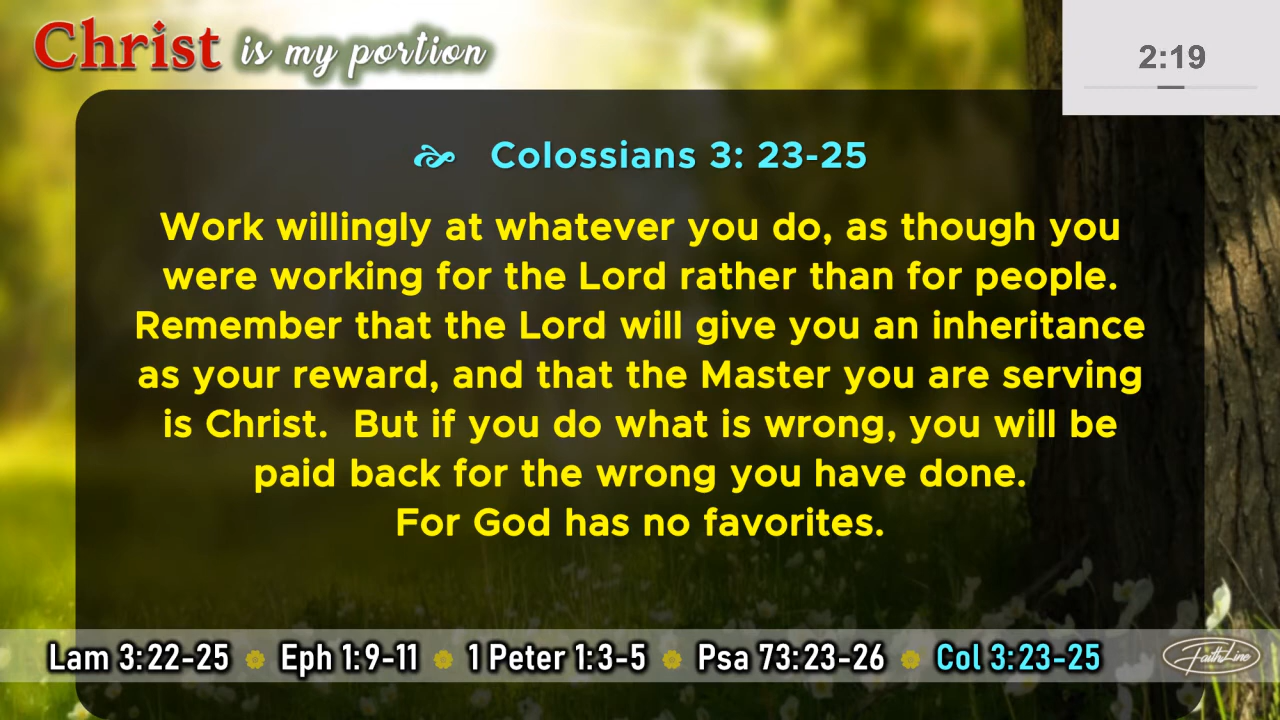 Christ is my portion
2:19
Colossians 3: 23-25
Work willingly at whatever you do, as though you
were working for the Lord rather than for people.
Remember that the Lord will give you an inheritance
as your reward, and that the Master you are serving
is Christ.  But if you do what is wrong, you will be
paid back for the wrong you have done.
For God has no favorites.
Lam 3:22-25 Eph 1:9-11 1 Peter 1:3-5 Psa 73:23-26 Col 3:23-25
FaithLine